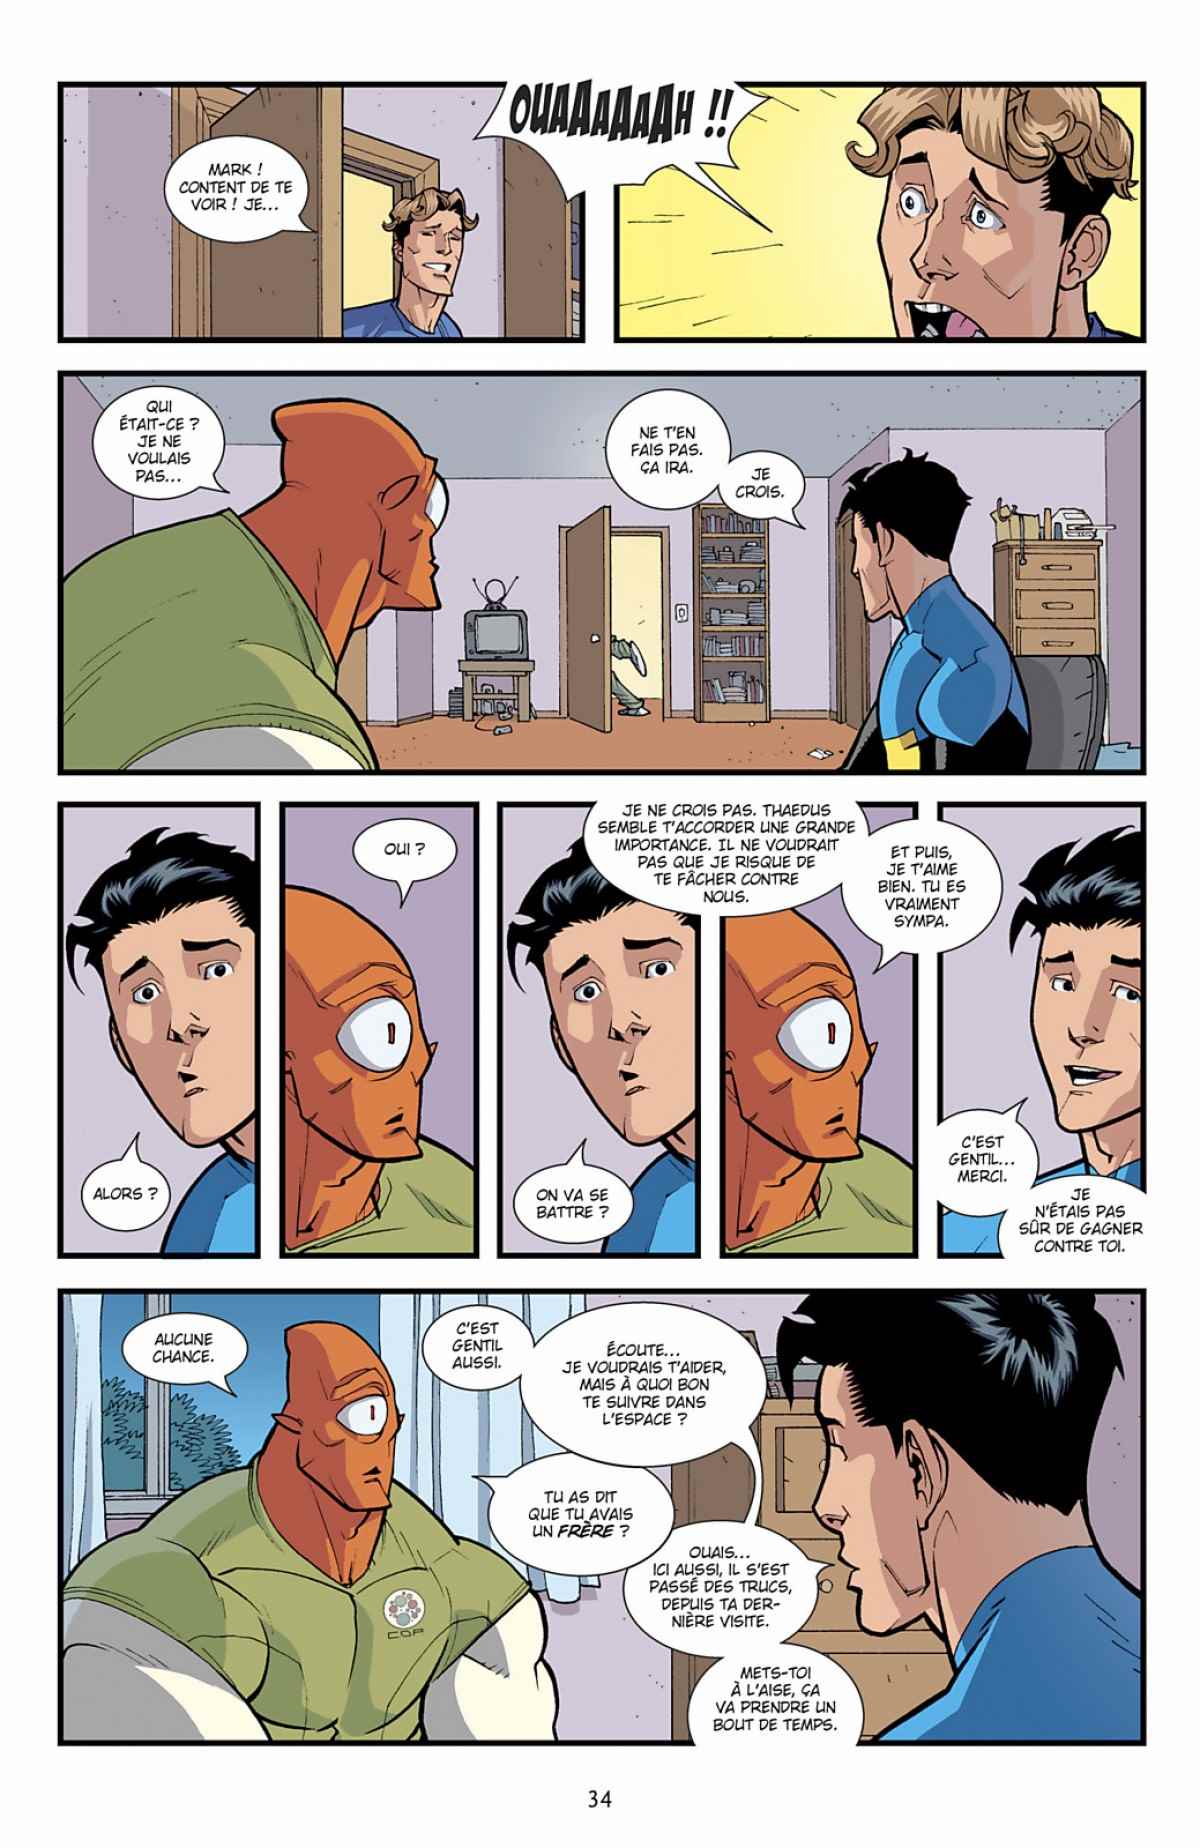 MARK !
CONTENT DE TE
VOIR ! JE...
OUAAAAAAAH !!
QUI
ÉTAIT-CE ?
JE NE
VOULAIS
PAS...
NE T'EN
FAIS PAS.
ÇA IRA.
JE
CROIS.
ALORS ?
OUI ?
ON VA SE
BATTRE ?
JE NE CROIS PAS. THAEDUS
SEMBLE T'ACCORDER UNE GRANDE
IMPORTANCE. IL NE VOUDRAIT
PAS QUE JE RISQUE DE
TE FÂCHER CONTRE
NOUS.
ET PUIS,
JE T'AIME
BIEN. TU ES
VRAIMENT
SYMPA.
C'EST
GENTIL...
MERCI.
JE
N'ÉTAIS PAS
SÛR DE GAGNER
CONTRE TOI.
AUCUNE
CHANCE.
C'EST
GENTIL
AUSSI.
ÉCOUTE...
JE VOUDRAIS T'AIDER,
MAIS À QUOI BON
TE SUIVRE DANS
L'ESPACE ?
TU AS DIT
QUE TU AVAIS
UN FRÈRE ?
OUAIS...
ICI AUSSI, IL S'EST
PASSÉ DES TRUCS,
DEPUIS TA DER-
NIÈRE VISITE.
METS-TOI
À L'AISE, ÇA
VA PRENDRE UN
BOUT DE TEMPS.
COP
34